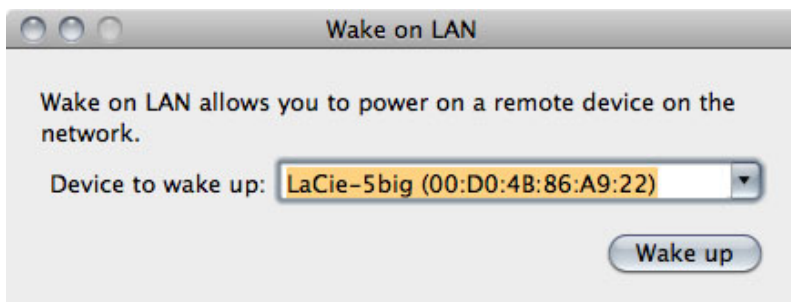 Wake on LAN
Wake on LAN allows you to power on a remote device on the
network.
Device to wake up: LaCie-5big (00:D0:4B:86:A9:22)
Wake up